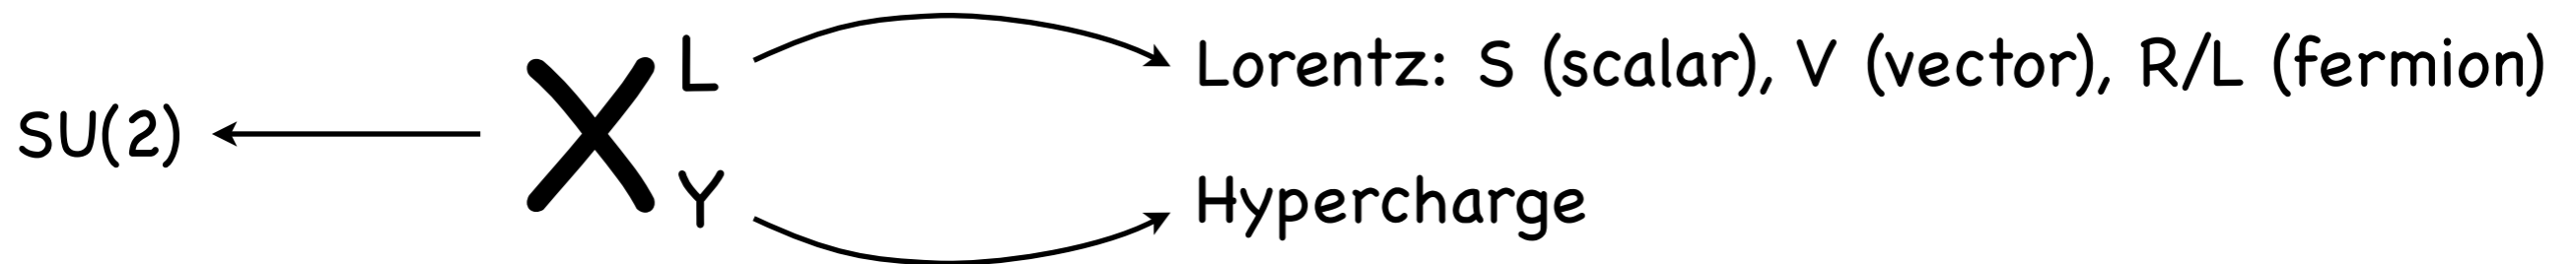 SU(2)
X L Y
Lorentz: S (scalar), V (vector), R/L (fermion)
Hypercharge